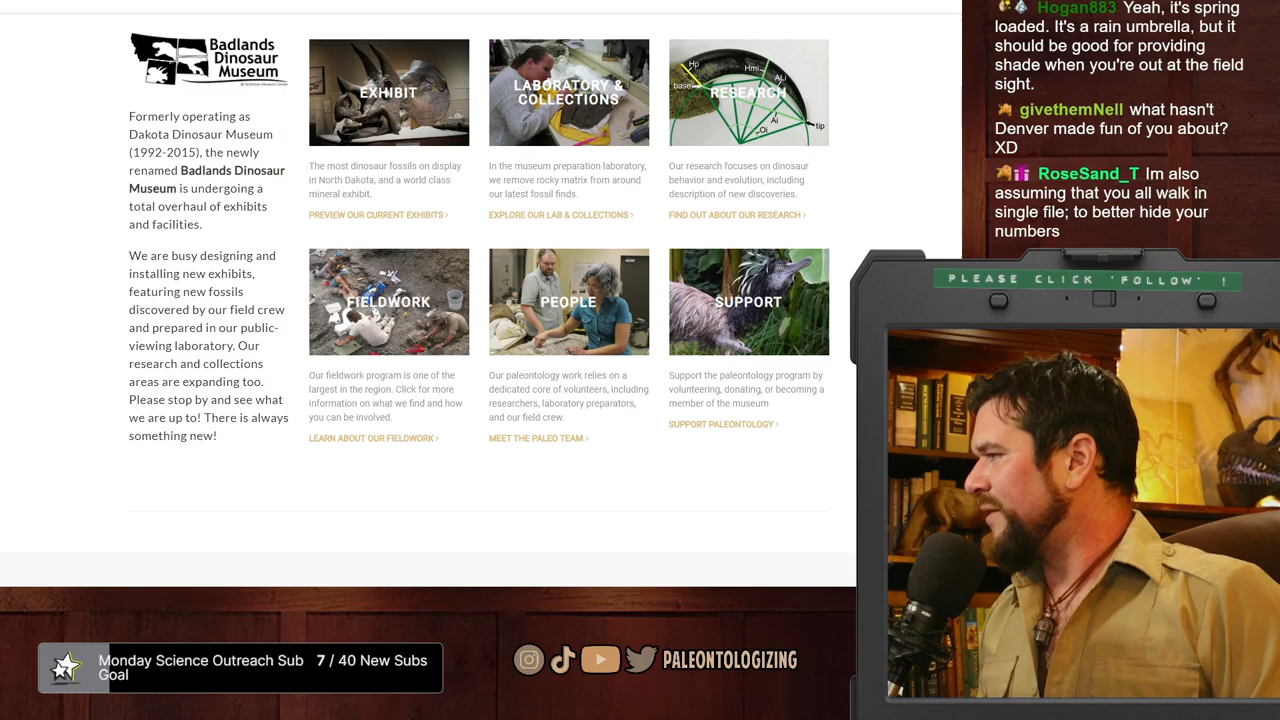 Badlands
Dinosaur
Museum
Formerly operating as
Dakota Dinosaur Museum
(1992-2015), the newly
renamed Badlands Dinosaur
Museum is undergoing a
total overhaul of exhibits
and facilities.
We are busy designing and
installing new exhibits,
featuring new fossils
discovered by our field crew
and prepared in our public-
viewing laboratory. Our
research and collections
areas are expanding too.
Please stop by and see what
we are up to! There is always
something new!
EXHIBIT
The most dinosaur fossils on display
in North Dakota, and a world class
mineral exhibit.
PREVIEW OUR CURRENT EXHIBITS ›
LABORATORY &
COLLECTIONS
In the museum preparation laboratory,
we remove rocky matrix from around
our latest fossil finds.
EXPLORE OUR LAB & COLLECTIONS ›
Hp
Hmi
ALi
base
RESEARCH
Ai
Oi
tip
Our research focuses on dinosaur
behavior and evolution, including
description of new discoveries.
FIND OUT ABOUT OUR RESEARCH ›
FIELDWORK
Our fieldwork program is one of the
largest in the region. Click for more
information on what we find and how
you can be involved.
LEARN ABOUT OUR FIELDWORK ›
PEOPLE
Our paleontology work relies on a
dedicated core of volunteers, including
researchers, laboratory preparators,
and our field crew.
MEET THE PALEO TEAM ›
SUPPORT
Support the paleontology program by
volunteering, donating, or becoming a
member of the museum
SUPPORT PALEONTOLOGY ›
Hogan883 Yeah, it's spring
loaded. It's a rain umbrella, but it
should be good for providing
shade when you're out at the field
sight.
givethemNell what hasn't
Denver made fun of you about?
XD
RoseSand_T Im also
assuming that you all walk in
single file; to better hide your
numbers
PLEASE CLICK 'FOLLOW' !
Monday Science Outreach Sub 7 / 40 New Subs
Goal
PALEONTOLOGIZING